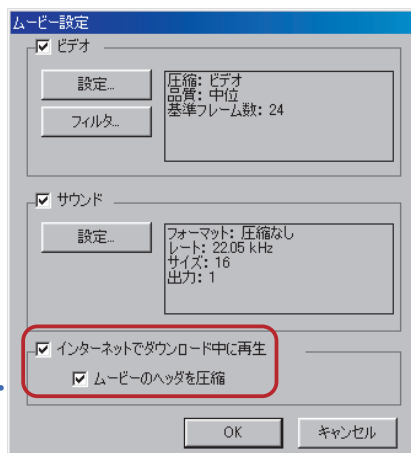 ムービー設定
ビデオ
設定...
圧縮: ビデオ
品質: 中位
基準フレーム数: 24
フィルタ...
サウンド
設定...
フォーマット: 圧縮なし
レート: 22.05 kHz
サイズ: 16
出力: 1
インターネットでダウンロード中に再生
ムービーのヘッダを圧縮
OK
キャンセル